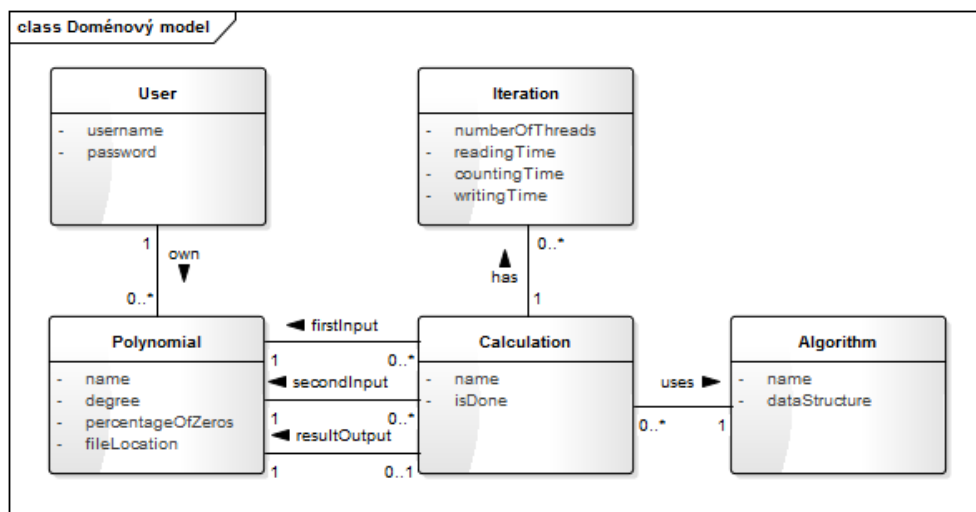 class Doménový model
User
- username
- password
Iteration
- numberOfThreads
- readingTime
- countingTime
- writingTime
1
own
0..*
0..*
has
1
Polynomial
- name
- degree
- percentageOfZeros
- fileLocation
firstInput
1 0..*
secondInput
1 0..*
resultOutput
1 0..1
Calculation
- name
- isDone
uses
0..* 1
Algorithm
- name
- dataStructure